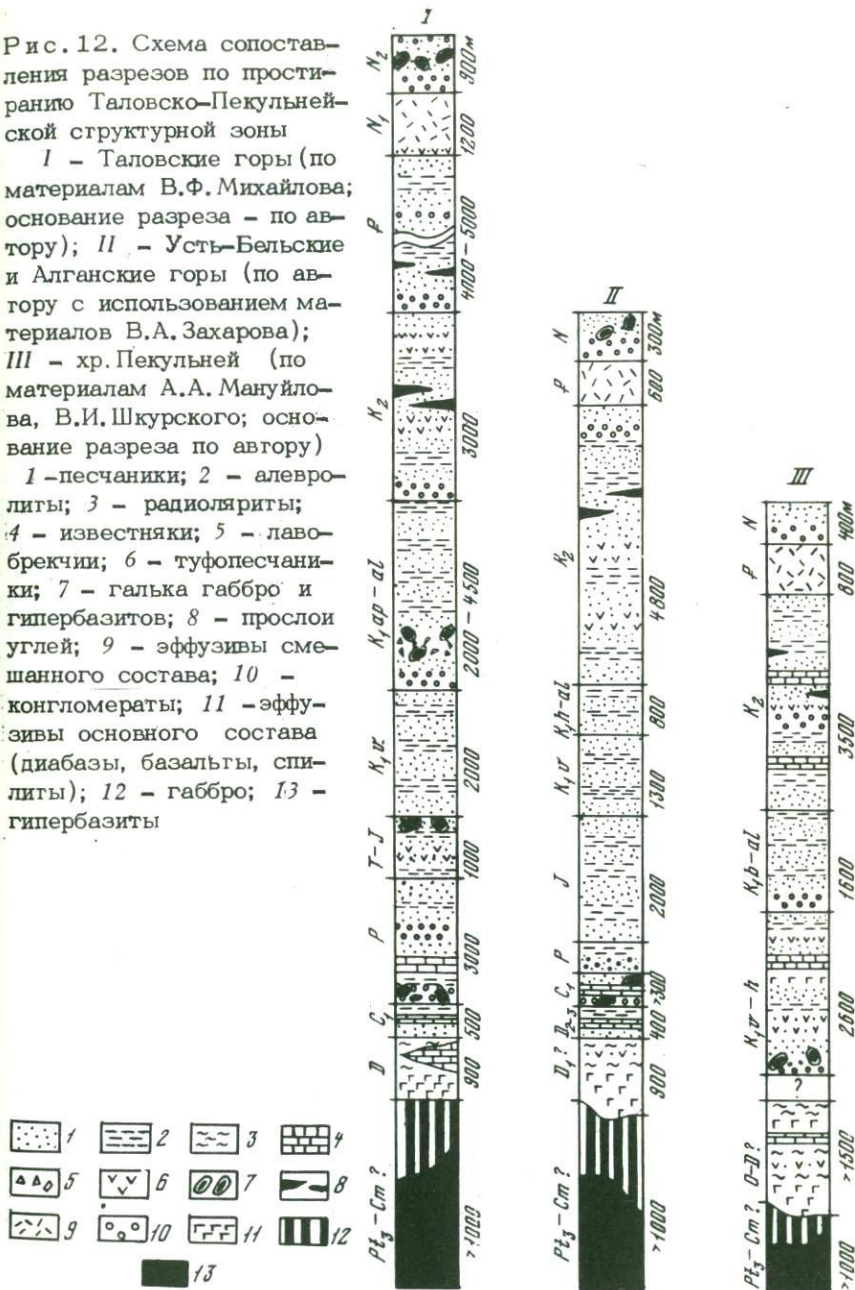 Рис. 12. Схема сопостав-
ления разрезов по прости-
ранию Таловско-Пекульней-
ской структурной зоны
I – Таловские горы (по
материалам В.Ф. Михайлова;
основание разреза – по ав-
тору); II – Усть-Бельские
и Алганские горы (по ав-
тору с использованием ма-
териалов В.А. Захарова);
III – хр. Пекульней (по
материалам А.А. Мануйло-
ва, В.И. Шкурского; осно-
вание разреза по автору)
1 – песчаники; 2 – алевро-
литы; 3 – радиоляриты;
4 – известняки; 5 – лаво-
брекчии; 6 – туфопесчани-
ки; 7 – галька габбро и
гипербазитов; 8 – прослои
углей; 9 – эффузивы сме-
шанного состава; 10 –
конгломераты; 11 – эффу-
зивы основного состава
(диабазы, базальты, спи-
литы); 12 – габбро; 13 –
гипербазиты
I
N₂ 900м
N₁ 1200
P 4000 – 5000
K₂ 3000
K₁ap – al 2000 – 4500
K₁v 2000
T – J 1000
P 3000
C₁ 500
D 900
Pt₃ – Cm? >1000
II
N 300м
P 600
K₂ 4800
K₁h – al 800
K₁v 1300
J 2000
P
C₁ >300
D₂₋₃ 400
D₁? 900
Pt₃ – Cm? >1000
III
N 400м
P 800
K₂ 3500
K₁b – al 1600
K₁v – h 2600
?
O – D? >1500
Pt₃ – Cm? >1000
1 2 3 4
5 6 7 8
9 10 11 12
13